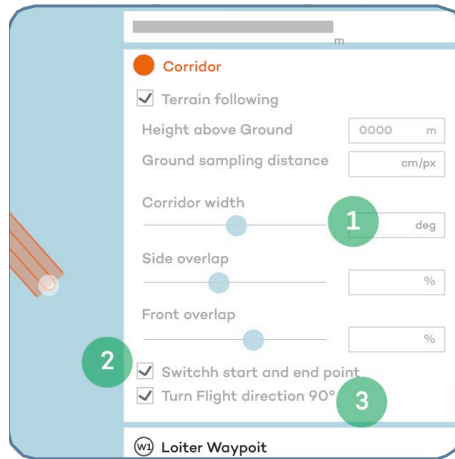 m
Corridor
Terrain following
Height above Ground 0000 m
Ground sampling distance cm/px
Corridor width
1
deg
Side overlap
%
Front overlap
%
2
Switchh start and end point
Turn Flight direction 90°
3
W1 Loiter Waypoit